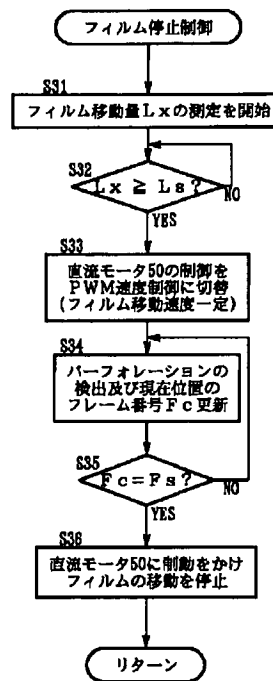 フィルム停止制御
S31
フィルム移動量Lxの測定を開始
S32
Lx ≧ Ls?
NO
YES
S33
直流モータ50の制御を
PWM速度制御に切替
(フィルム移動速度一定)
S34
パーフォレーションの
検出及び現在位置の
フレーム番号Fc更新
S35
Fc=Fs?
NO
YES
S36
直流モータ50に制動をかけ
フィルムの移動を停止
リターン